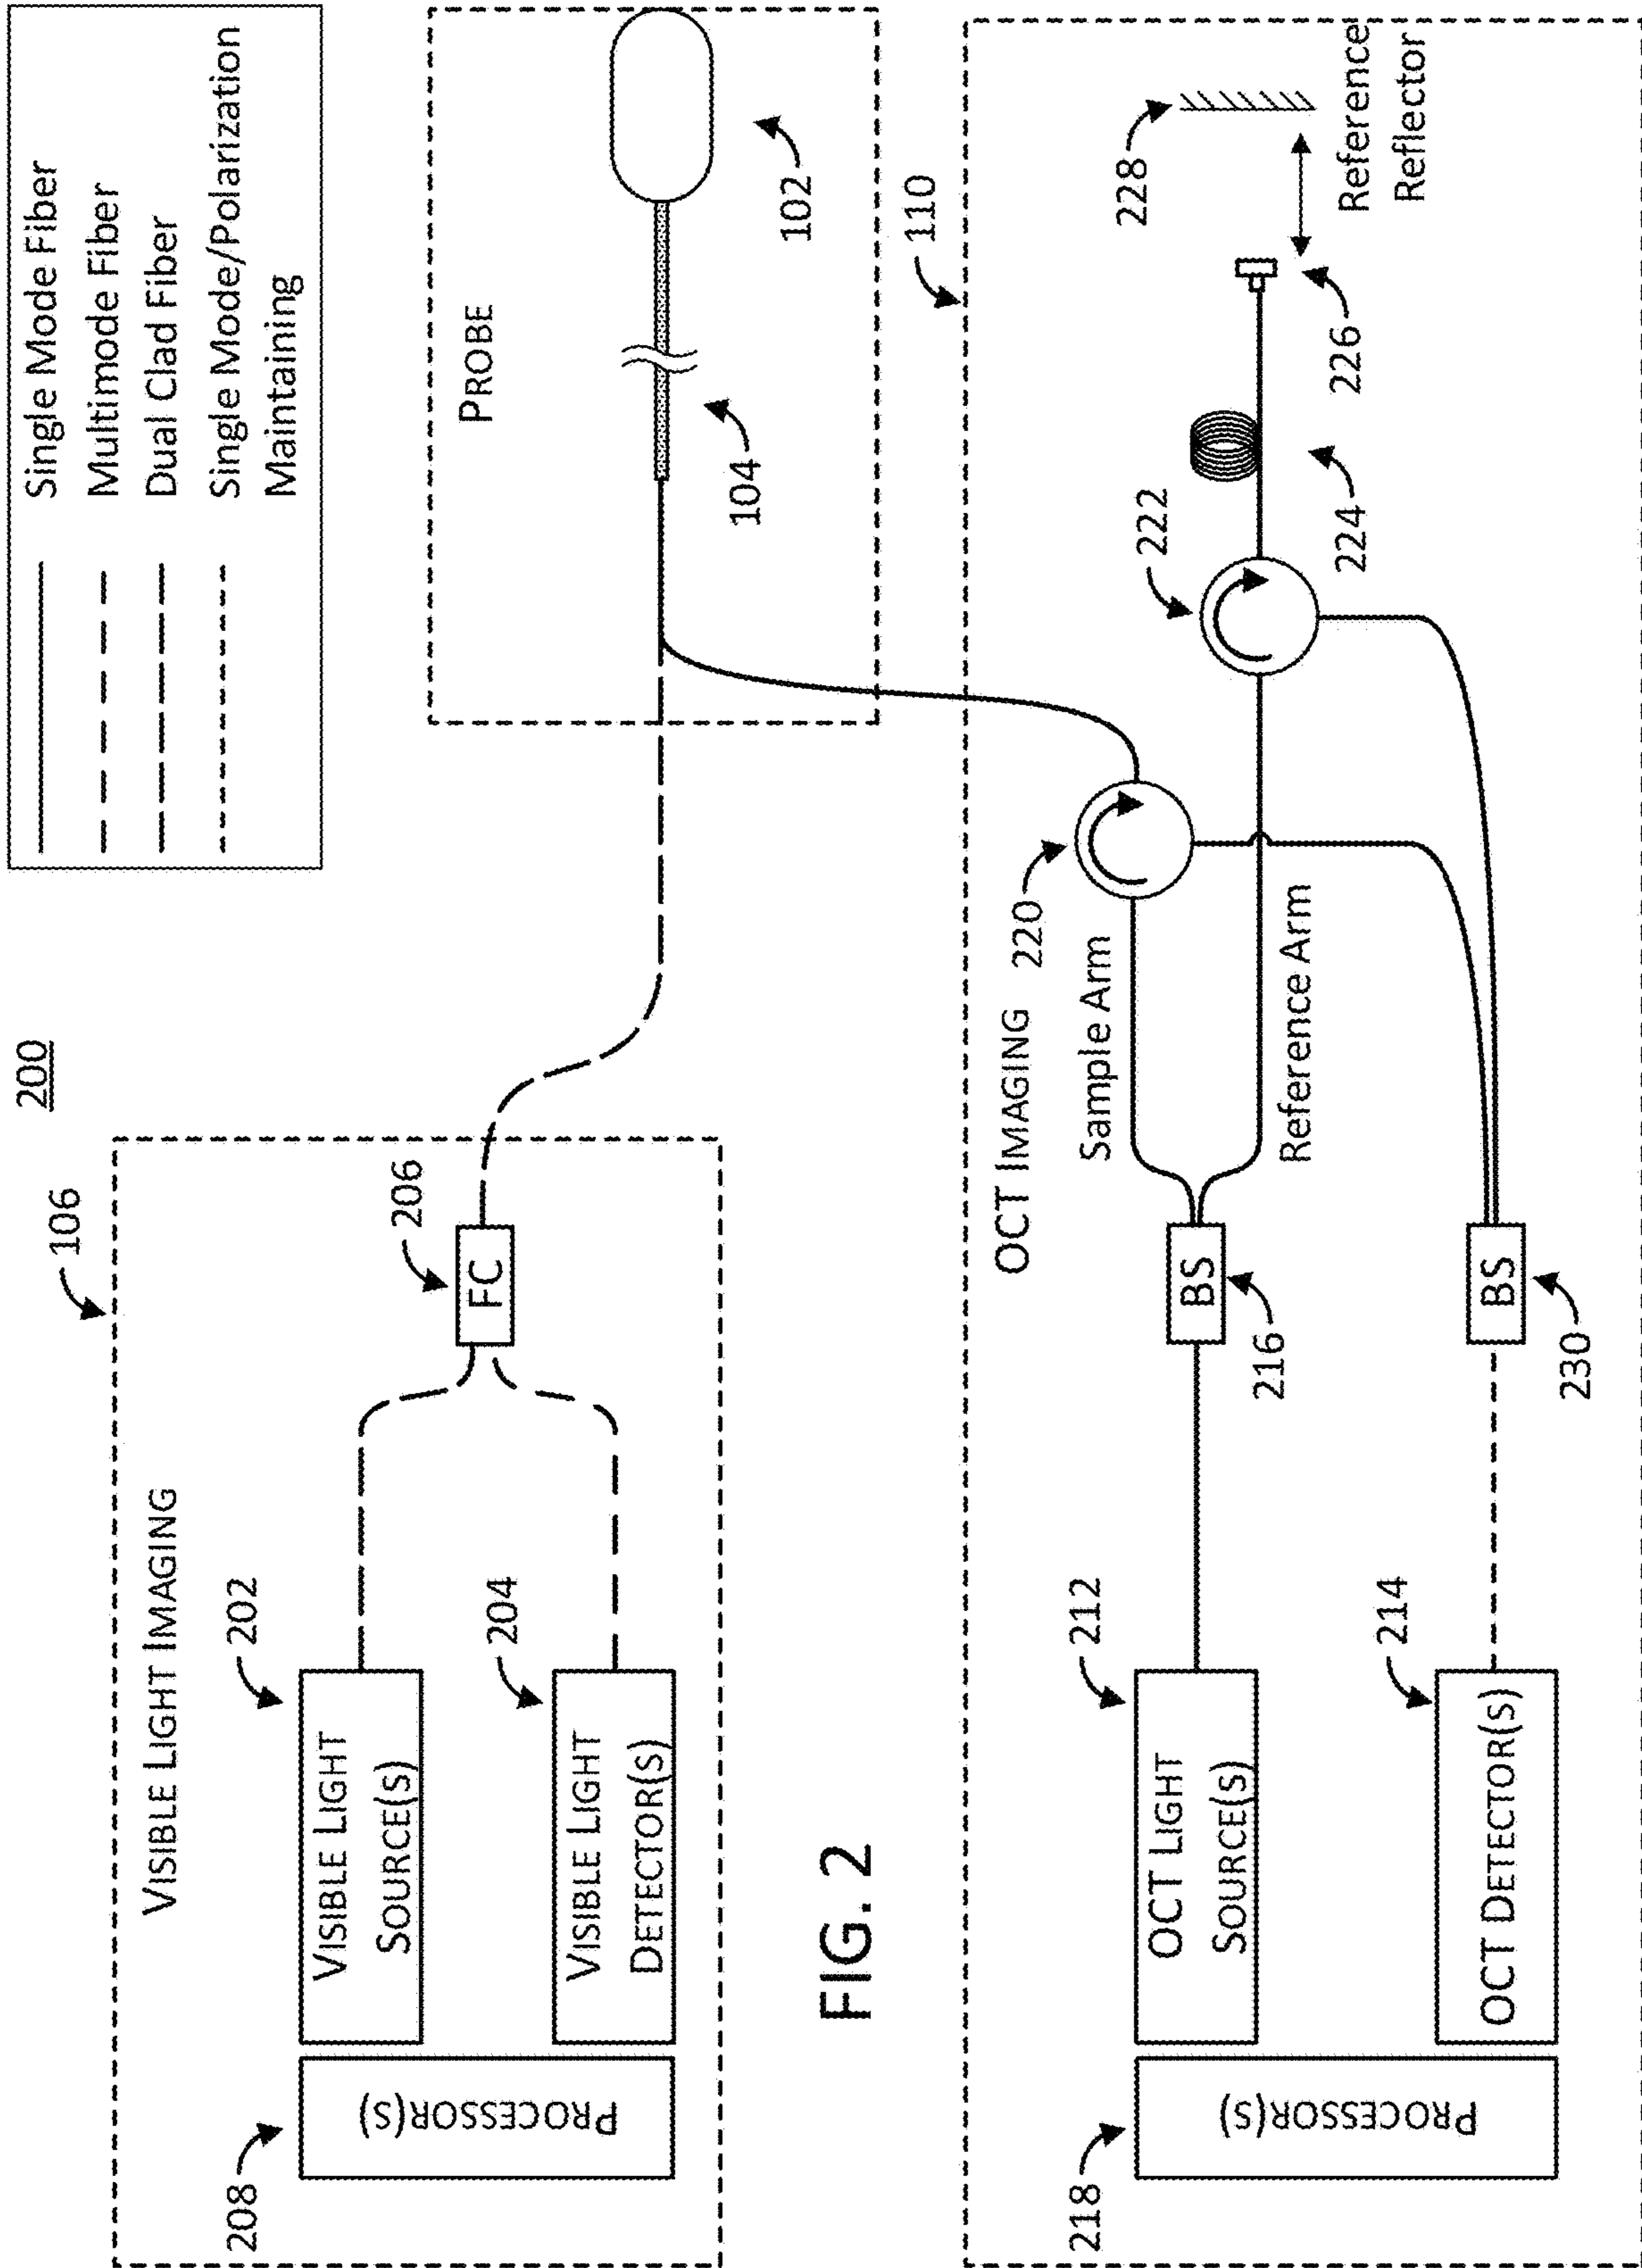 200
Single Mode Fiber
Multimode Fiber
Dual Clad Fiber
Single Mode/Polarization
Maintaining
106
VISIBLE LIGHT IMAGING
208
PROCESSOR(S)
202
VISIBLE LIGHT
SOURCE(S)
204
VISIBLE LIGHT
DETECTOR(S)
206
FC
PROBE
104
102
FIG. 2
110
OCT IMAGING
218
PROCESSOR(S)
212
OCT LIGHT
SOURCE(S)
214
OCT DETECTOR(S)
BS
216
BS
230
220
Sample Arm
Reference Arm
222
224
226
228
Reference
Reflector